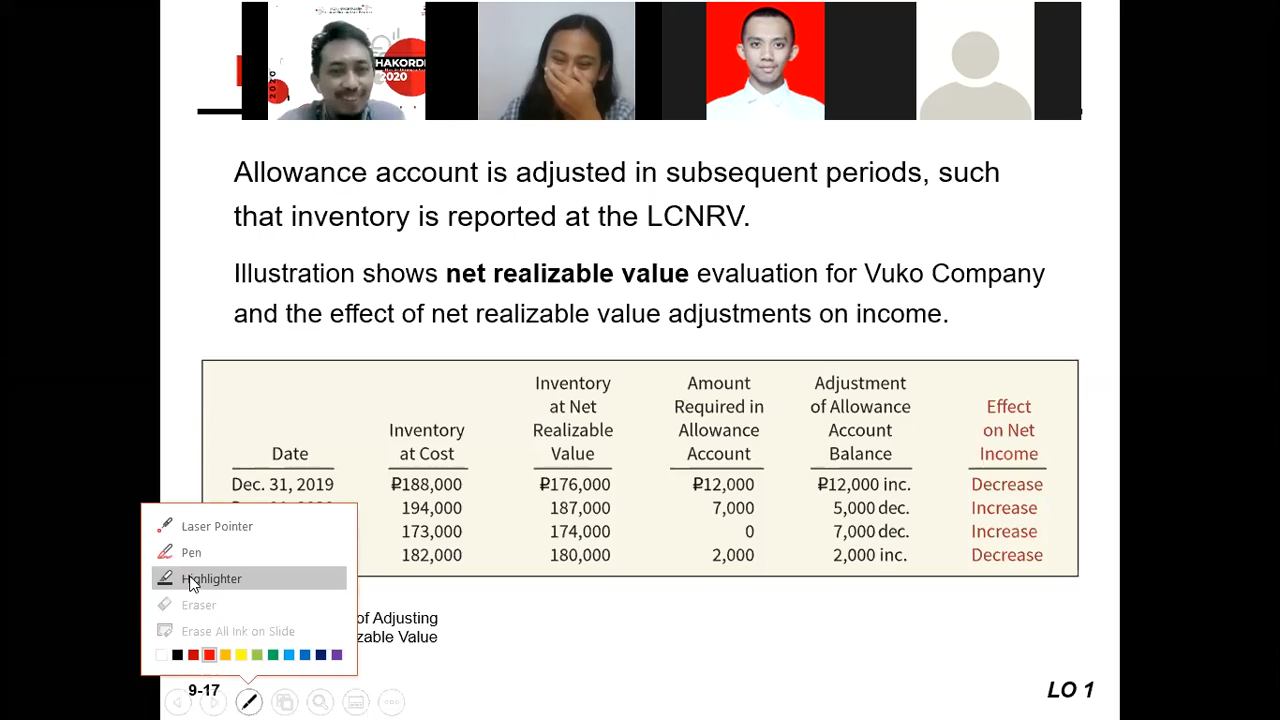 HAKORDI
2020
2020
Allowance account is adjusted in subsequent periods, such
that inventory is reported at the LCNRV.
Illustration shows net realizable value evaluation for Vuko Company
and the effect of net realizable value adjustments on income.
Date
Inventory
at Cost
Inventory
at Net
Realizable
Value
Amount
Required in
Allowance
Account
Adjustment
of Allowance
Account
Balance
Effect
on Net
Income
Dec. 31, 2019 ₽188,000 ₽176,000 ₽12,000 ₽12,000 inc. Decrease
194,000 187,000 7,000 5,000 dec. Increase
173,000 174,000 0 7,000 dec. Increase
182,000 180,000 2,000 2,000 inc. Decrease
Laser Pointer
Pen
Highlighter
Eraser
Erase All Ink on Slide
of Adjusting
zable Value
9-17
LO 1